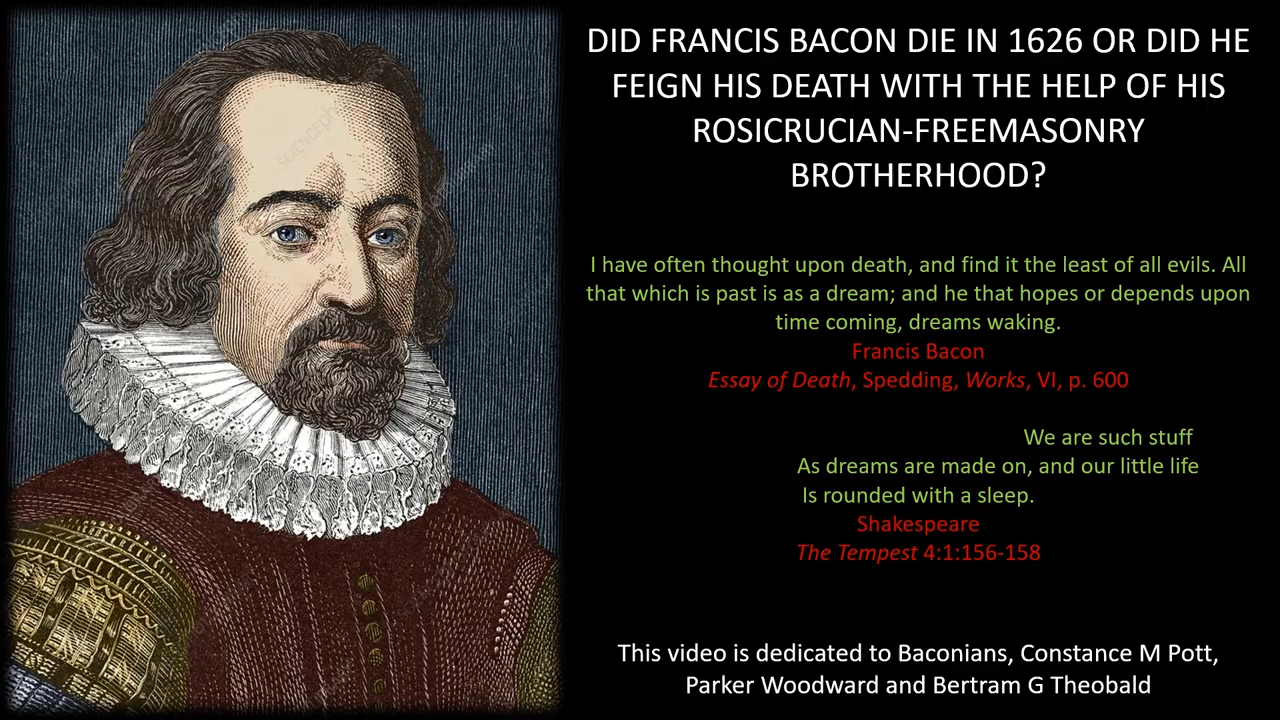 DID FRANCIS BACON DIE IN 1626 OR DID HE
FEIGN HIS DEATH WITH THE HELP OF HIS
ROSICRUCIAN-FREEMASONRY
BROTHERHOOD?
I have often thought upon death, and find it the least of all evils. All
that which is past is as a dream; and he that hopes or depends upon
time coming, dreams waking.
Francis Bacon
Essay of Death, Spedding, Works, VI, p. 600
We are such stuff
As dreams are made on, and our little life
Is rounded with a sleep.
Shakespeare
The Tempest 4:1:156-158
This video is dedicated to Baconians, Constance M Pott,
Parker Woodward and Bertram G Theobald